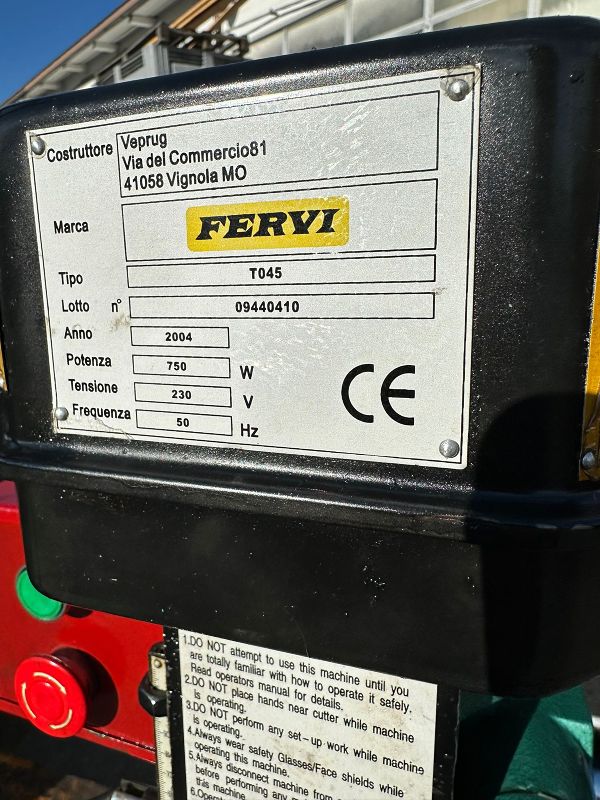 Costruttore Veprug
Via del Commercio81
41058 Vignola MO
Marca FERVI
Tipo T045
Lotto n° 09440410
Anno 2004
Potenza 750 W
Tensione 230 V
Frequenza 50 Hz
CE
1.DO NOT attempt to use this machine until you
are totally familiar with how to operate it safely.
Read operators manual for details.
2.DO NOT place hands near cutter while machine
is operating.
3.DO NOT perform any set-up work while machine
is operating.
4.Always wear safety Glasses/Face shields while
operating this machine.
5.Always disconnect machine from
before performing any
this machine.
6.